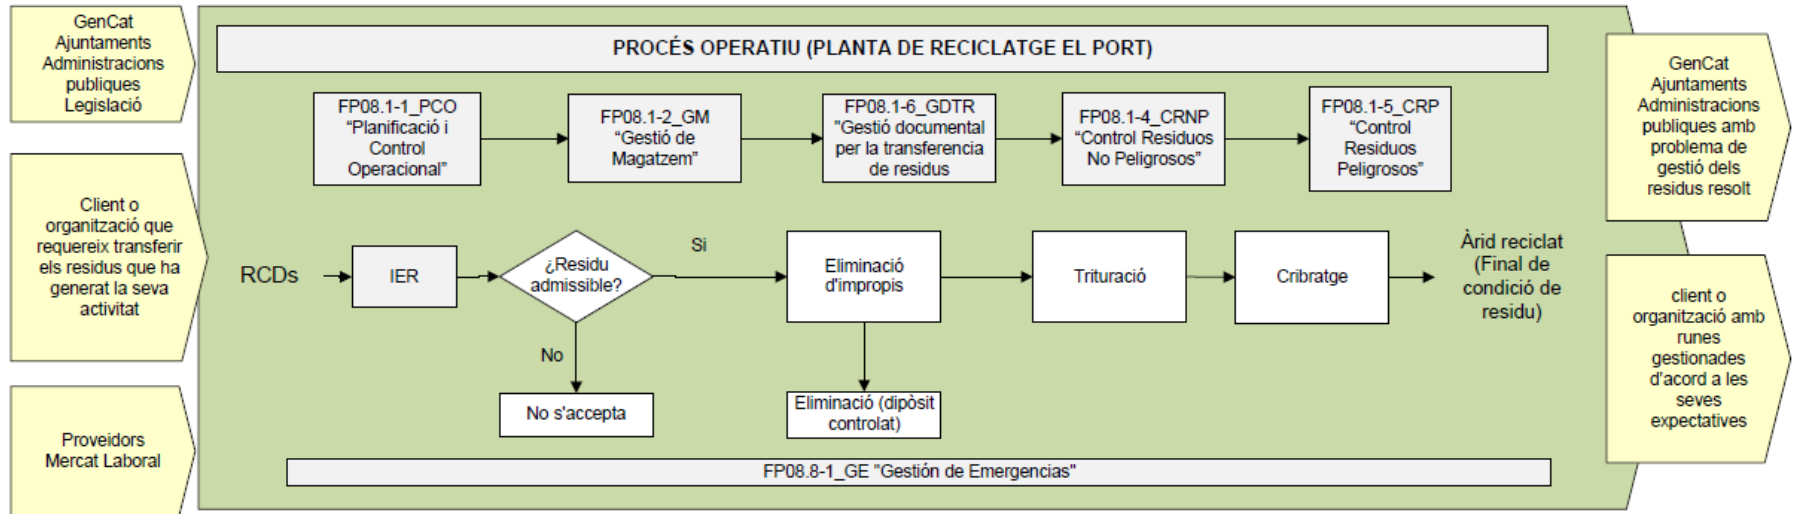 GenCat
Ajuntaments
Administracions
publiques
Legislació
Client o
organització que
requereix transferir
els residus que ha
generat la seva
activitat
Proveidors
Mercat Laboral
PROCÉS OPERATIU (PLANTA DE RECICLATGE EL PORT)
FP08.1-1_PCO
“Planificació i
Control
Operacional”
FP08.1-2_GM
“Gestió de
Magatzem”
FP08.1-6_GDTR
"Gestió documental
per la transferencia
de residus
FP08.1-4_CRNP
“Control Residuos
No Peligrosos”
FP08.1-5_CRP
“Control
Residuos
Peligrosos”
RCDs
IER
¿Residu
admissible?
Si
No
No s'accepta
Eliminació
d'impropis
Eliminació (dipòsit
controlat)
Trituració
Cribratge
Àrid reciclat
(Final de
condició de
residu)
FP08.8-1_GE "Gestión de Emergencias"
GenCat
Ajuntaments
Administracions
publiques amb
problema de
gestió dels
residus resolt
client o
organització amb
runes
gestionades
d’acord a les
seves
expectatives